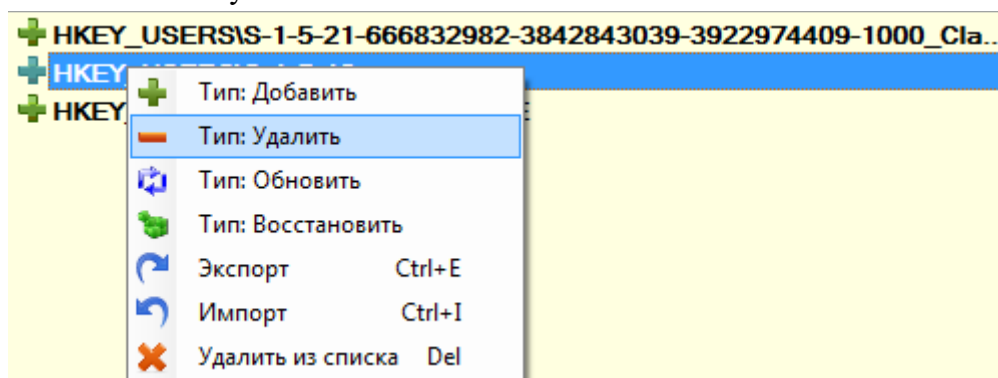 HKEY_USERS\S-1-5-21-666832982-3842843039-3922974409-1000_Cla...
HKEY
HKEY
Тип: Добавить
Тип: Удалить
Тип: Обновить
Тип: Восстановить
Экспорт Ctrl+E
Импорт Ctrl+I
Удалить из списка Del